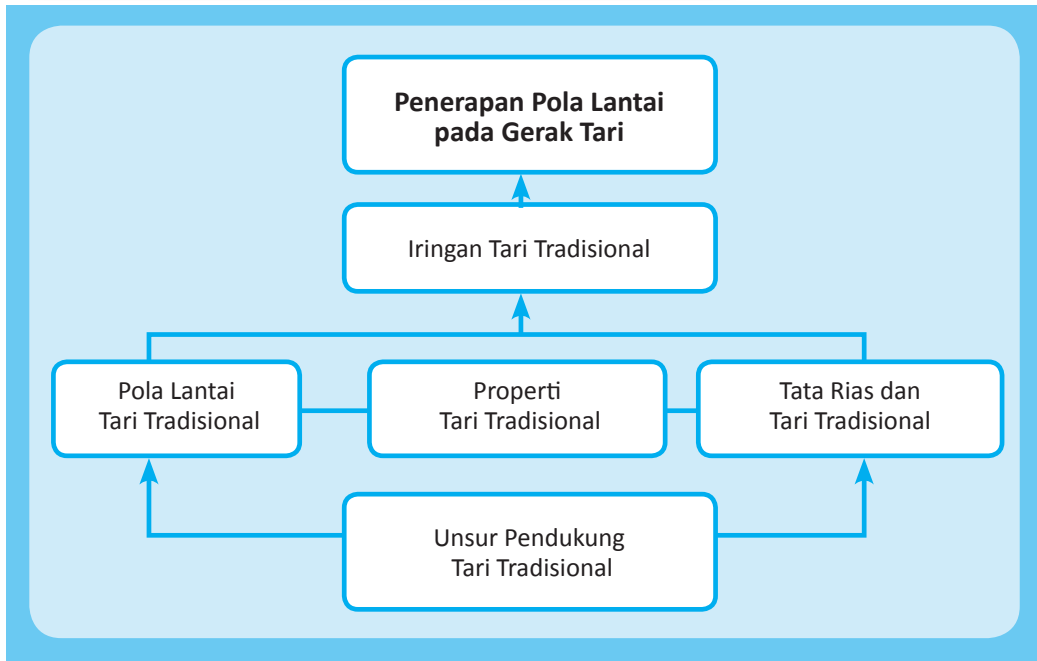 Penerapan Pola Lantai
pada Gerak Tari
Iringan Tari Tradisional
Pola Lantai
Tari Tradisional
Properti
Tari Tradisional
Tata Rias dan
Tari Tradisional
Unsur Pendukung
Tari Tradisional